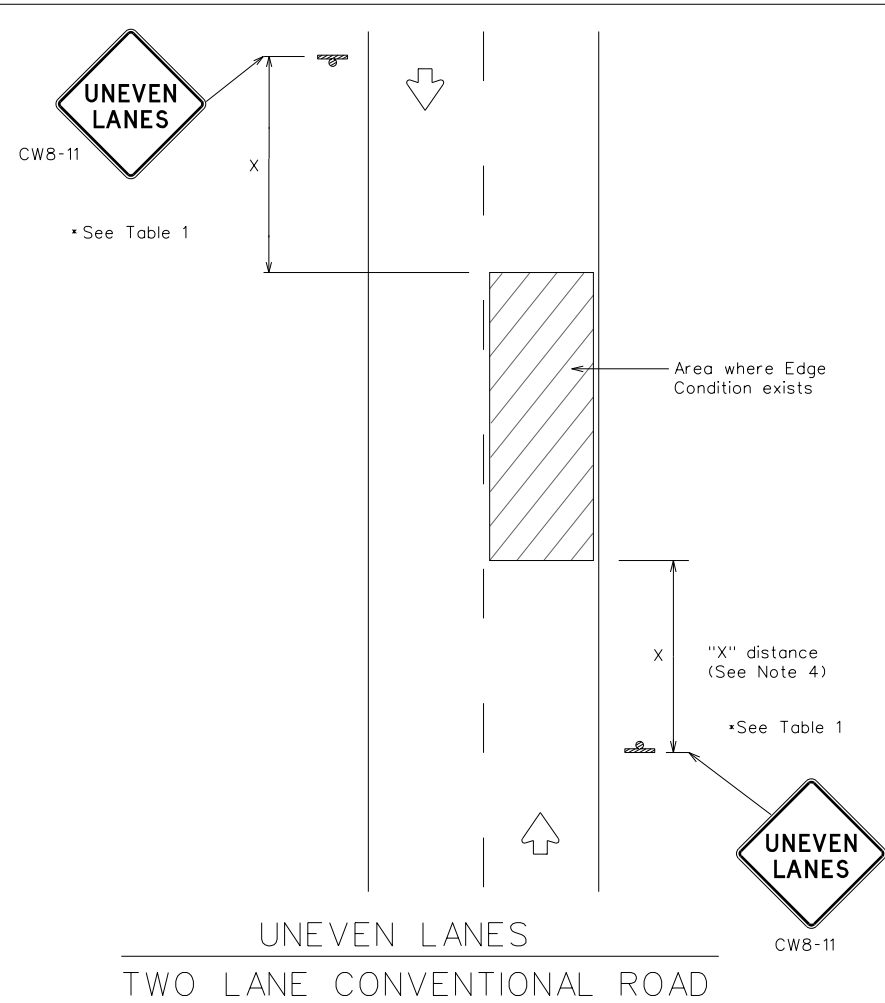 UNEVEN
LANES
CW8-11
X
*See Table 1
Area where Edge
Condition exists
X
"X" distance
(See Note 4)
*See Table 1
UNEVEN
LANES
CW8-11
UNEVEN LANES
TWO LANE CONVENTIONAL ROAD